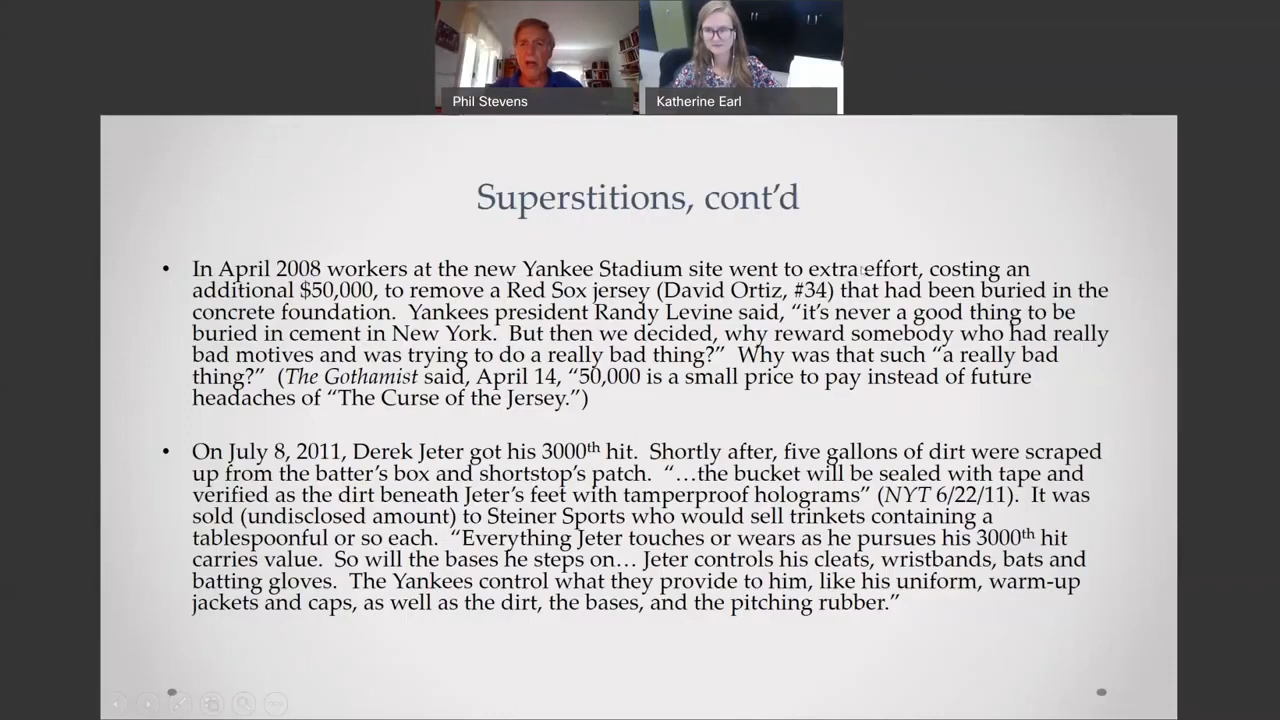 Phil Stevens
Katherine Earl
Superstitions, cont’d
• In April 2008 workers at the new Yankee Stadium site went to extra effort, costing an
additional $50,000, to remove a Red Sox jersey (David Ortiz, #34) that had been buried in the
concrete foundation. Yankees president Randy Levine said, “it’s never a good thing to be
buried in cement in New York. But then we decided, why reward somebody who had really
bad motives and was trying to do a really bad thing?” Why was that such “a really bad
thing?” (The Gothamist said, April 14, “50,000 is a small price to pay instead of future
headaches of “The Curse of the Jersey.”)
• On July 8, 2011, Derek Jeter got his 3000th hit. Shortly after, five gallons of dirt were scraped
up from the batter’s box and shortstop’s patch. “…the bucket will be sealed with tape and
verified as the dirt beneath Jeter’s feet with tamperproof holograms” (NYT 6/22/11). It was
sold (undisclosed amount) to Steiner Sports who would sell trinkets containing a
tablespoonful or so each. “Everything Jeter touches or wears as he pursues his 3000th hit
carries value. So will the bases he steps on… Jeter controls his cleats, wristbands, bats and
batting gloves. The Yankees control what they provide to him, like his uniform, warm-up
jackets and caps, as well as the dirt, the bases, and the pitching rubber.”